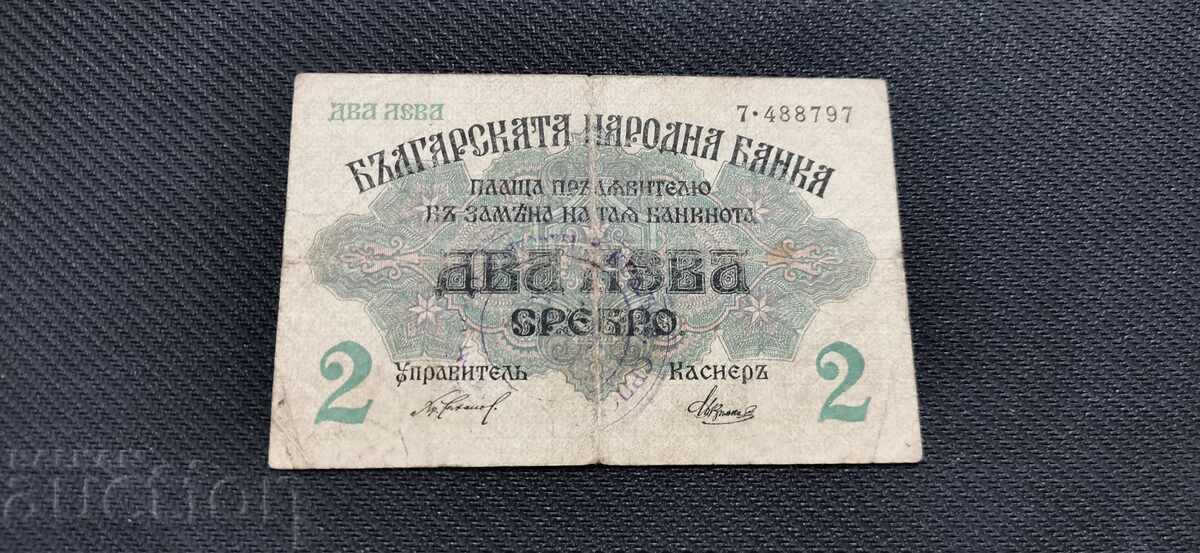 ДВА ЛЕВА
7·488797
БЪЛГАРСКАТА НАРОДНА БАНКА
ПЛАЩА ПРѢДЯВИТЕЛЮ
ВЪ ЗАМѢНА НА ТАЯ БАНКНОТА
ДВА ЛЕВА
СРЕБРО.
2
УПРАВИТЕЛЬ
КАСИЕРЪ
2